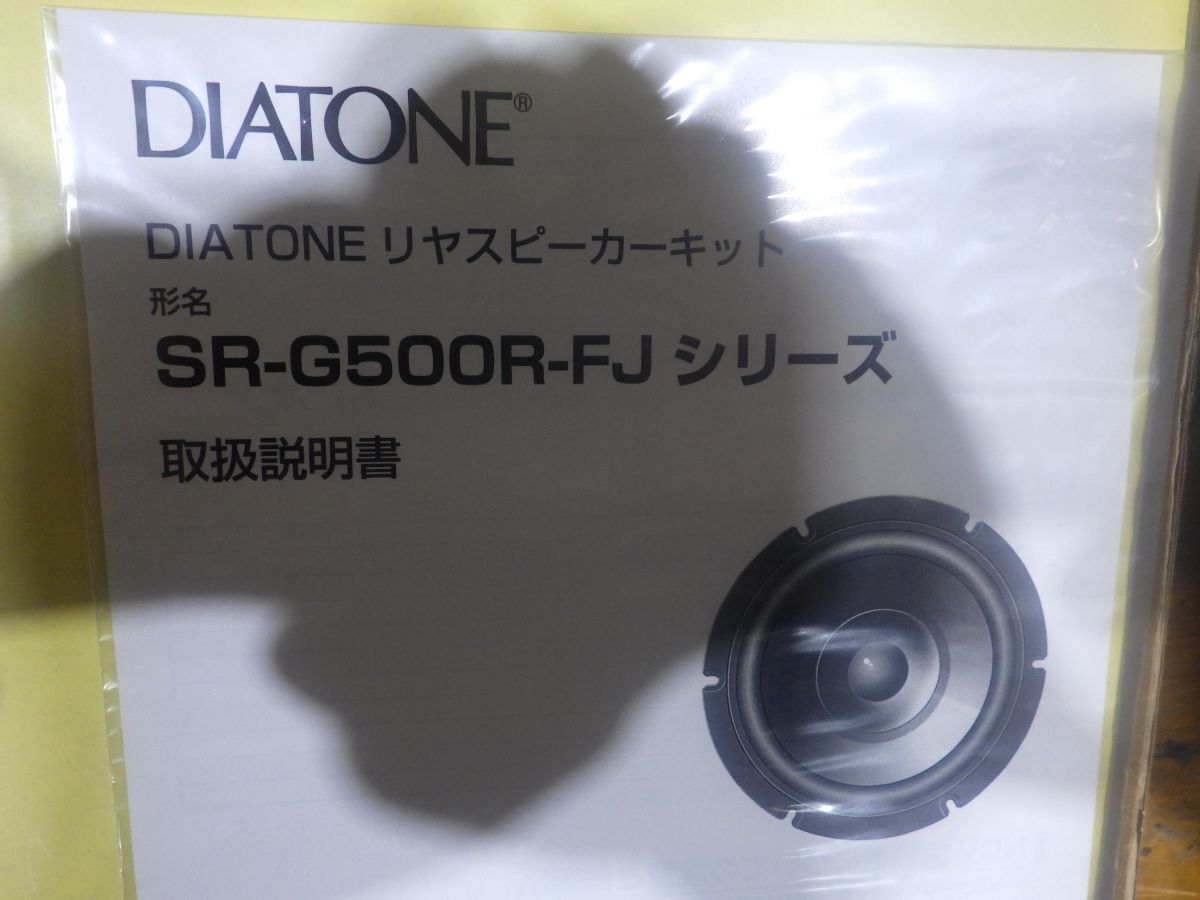 DIATONE®
DIATONE リヤスピーカーキット
形名
SR-G500R-FJ シリーズ
取扱説明書